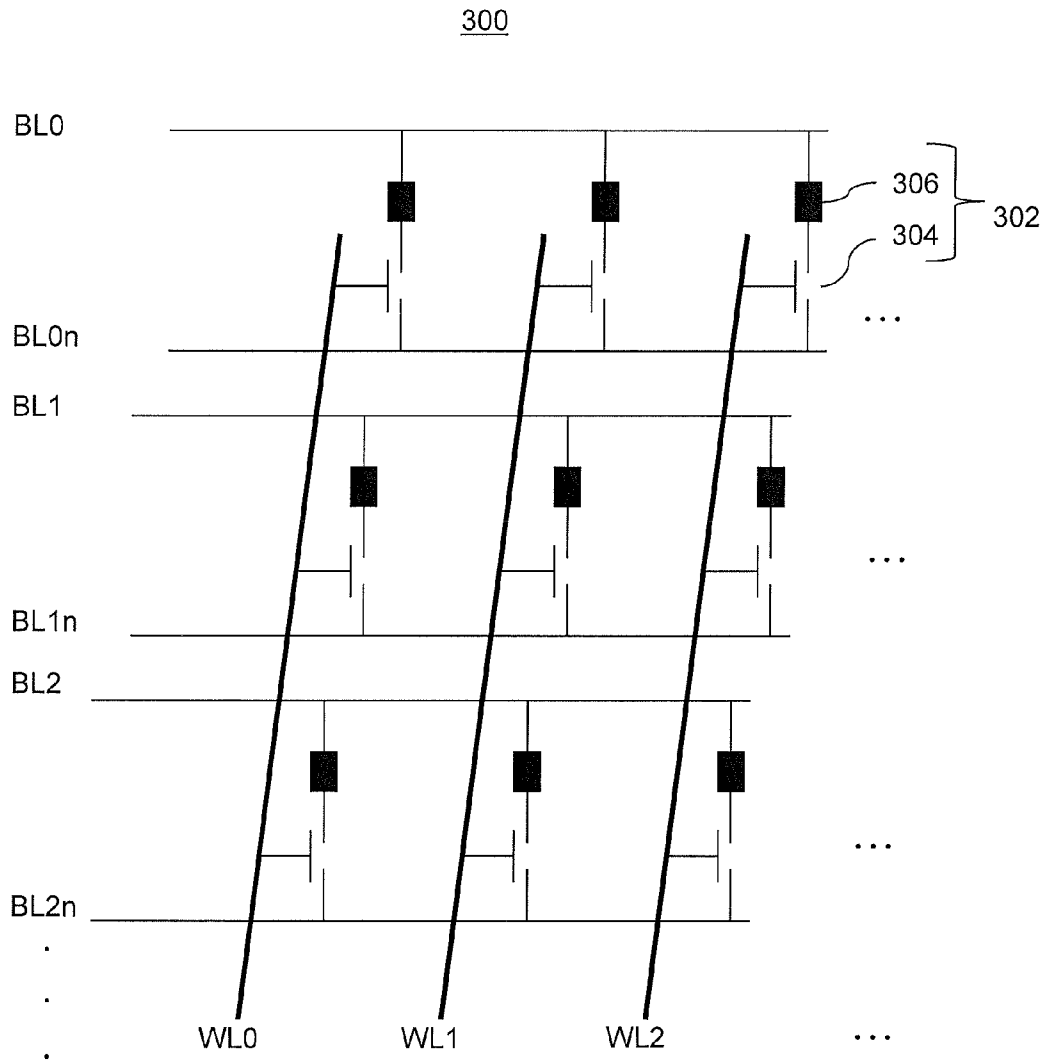 300
BL0
306
302
304
...
BL0n
BL1
...
BL1n
BL2
...
BL2n
.
.
.
WL0 WL1 WL2 ...